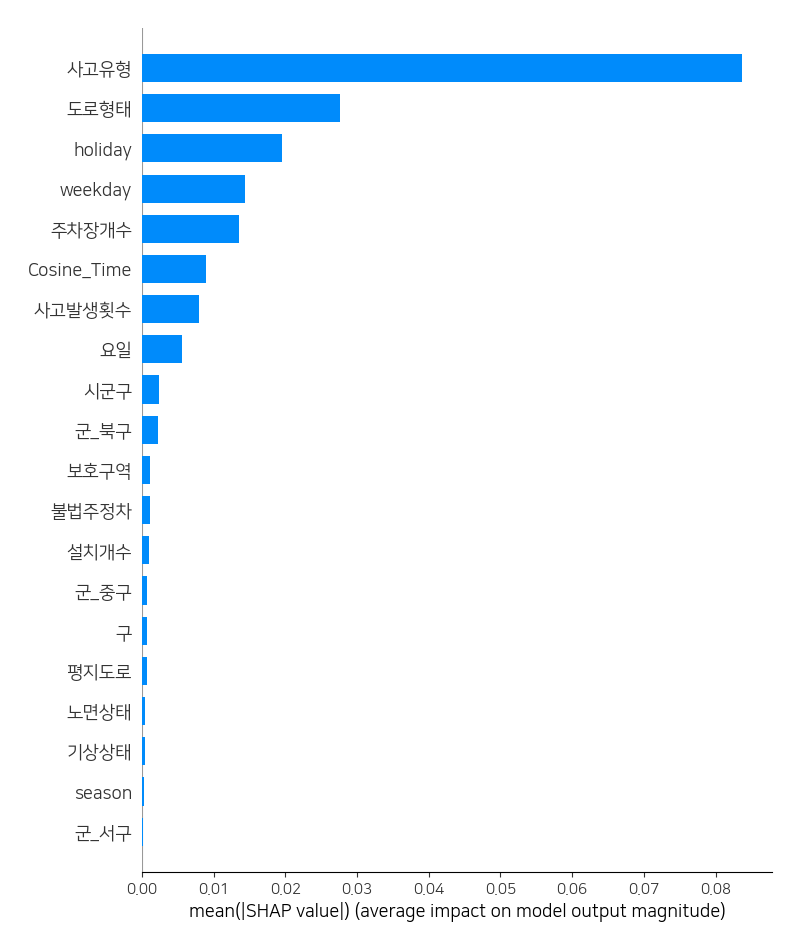 사고유형
도로형태
holiday
weekday
주차장개수
Cosine_Time
사고발생횟수
요일
시군구
군_북구
보호구역
불법주정차
설치개수
군_중구
구
평지도로
노면상태
기상상태
season
군_서구
0.00 0.01 0.02 0.03 0.04 0.05 0.06 0.07 0.08
mean(|SHAP value|) (average impact on model output magnitude)